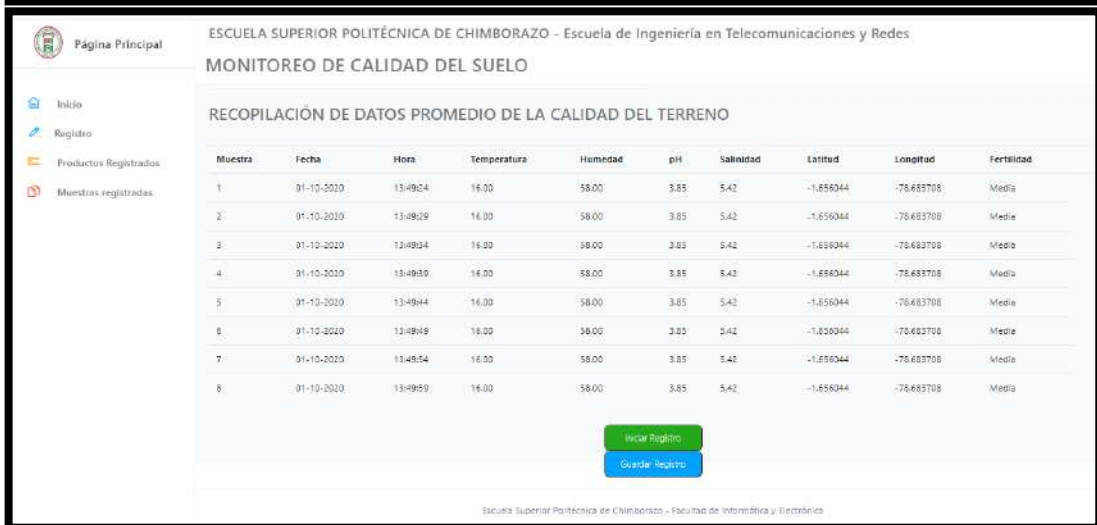 Página Principal
ESCUELA SUPERIOR POLITÉCNICA DE CHIMBORAZO - Escuela de Ingeniería en Telecomunicaciones y Redes
MONITOREO DE CALIDAD DEL SUELO
Inicio
Registro
Productos Registrados
Muestras registradas
RECOPILACIÓN DE DATOS PROMEDIO DE LA CALIDAD DEL TERRENO
Muestra Fecha Hora Temperatura Humedad pH Salinidad Latitud Longitud Fertilidad
1 01-10-2020 13:49:24 16.00 58.00 3.85 5.42 -1.656044 -78.683708 Media
2 01-10-2020 13:49:29 16.00 58.00 3.85 5.42 -1.656044 -78.683708 Media
3 01-10-2020 13:49:34 16.00 58.00 3.85 5.42 -1.656044 -78.683708 Media
4 01-10-2020 13:49:39 16.00 58.00 3.85 5.42 -1.656044 -78.683708 Media
5 01-10-2020 13:49:44 16.00 58.00 3.85 5.42 -1.656044 -78.683708 Media
6 01-10-2020 13:49:49 16.00 58.00 3.85 5.42 -1.656044 -78.683708 Media
7 01-10-2020 13:49:54 16.00 58.00 3.85 5.42 -1.656044 -78.683708 Media
8 01-10-2020 13:49:59 16.00 58.00 3.85 5.42 -1.656044 -78.683708 Media
Iniciar Registro
Guardar Registro
Escuela Superior Politécnica de Chimborazo - Facultad de Informática y Electrónica